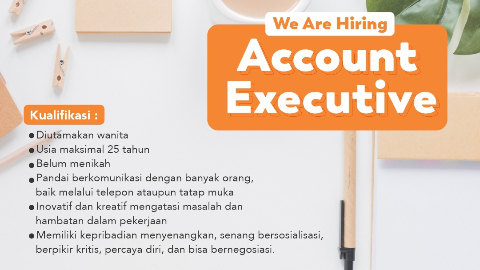 We Are Hiring
Account
Executive
Kualifikasi :
Diutamakan wanita
Usia maksimal 25 tahun
Belum menikah
Pandai berkomunikasi dengan banyak orang,
baik melalui telepon ataupun tatap muka
Inovatif dan kreatif mengatasi masalah dan
hambatan dalam pekerjaan
Memiliki kepribadian menyenangkan, senang bersosialisasi,
berpikir kritis, percaya diri, dan bisa bernegosiasi.